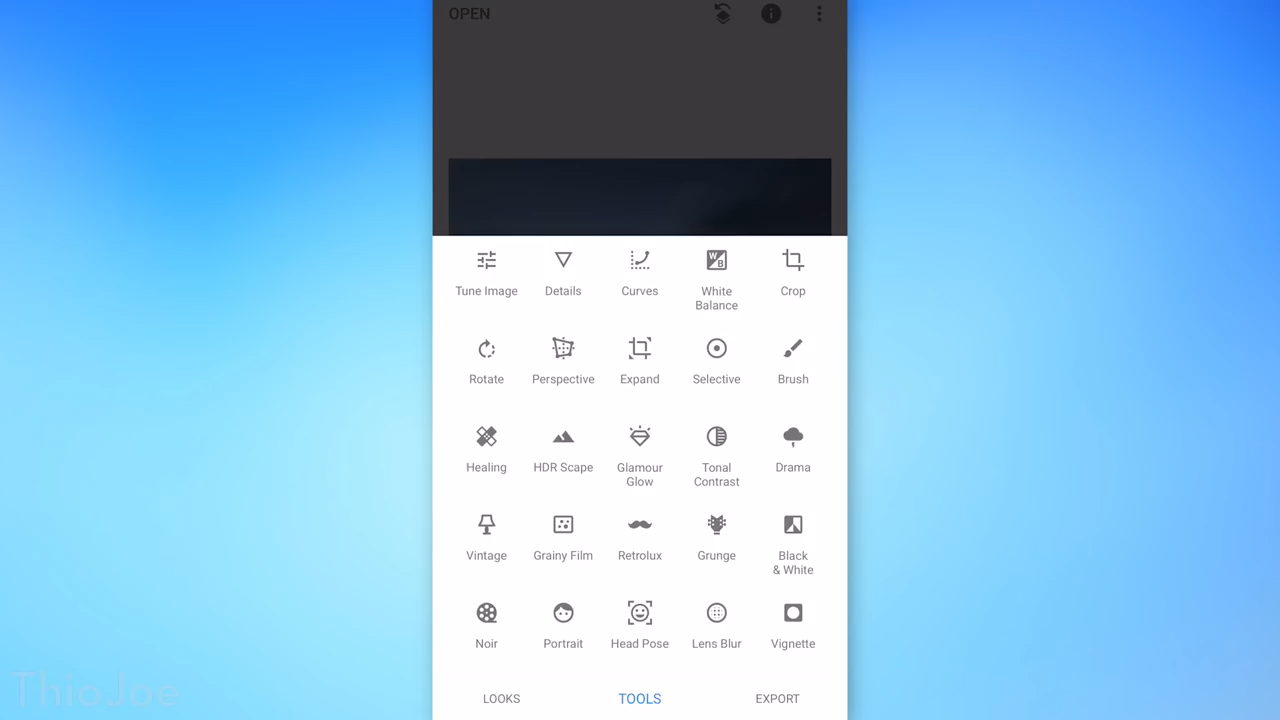 OPEN
Tune Image
Details
Curves
White
Balance
Crop
Rotate
Perspective
Expand
Selective
Brush
Healing
HDR Scape
Glamour
Glow
Tonal
Contrast
Drama
Vintage
Grainy Film
Retrolux
Grunge
Black
& White
Noir
Portrait
Head Pose
Lens Blur
Vignette
LOOKS
TOOLS
EXPORT
ThioJoe